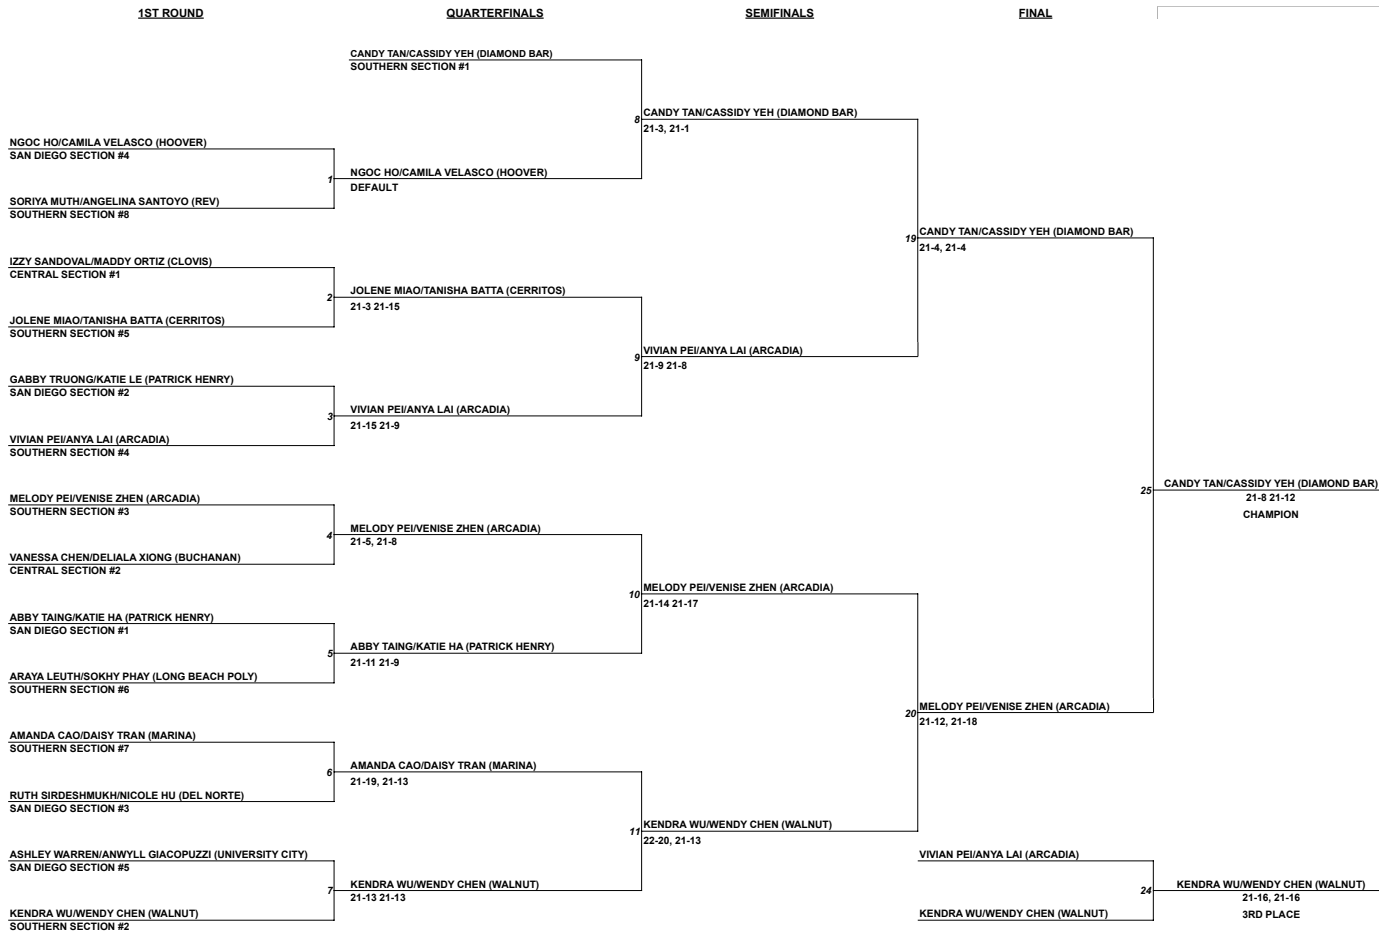 1ST ROUND
QUARTERFINALS
SEMIFINALS
FINAL
CANDY TAN/CASSIDY YEH (DIAMOND BAR)
SOUTHERN SECTION #1
8
CANDY TAN/CASSIDY YEH (DIAMOND BAR)
21-3, 21-1
NGOC HO/CAMILA VELASCO (HOOVER)
SAN DIEGO SECTION #4
1
NGOC HO/CAMILA VELASCO (HOOVER)
DEFAULT
SORIYA MUTH/ANGELINA SANTOYO (REV)
SOUTHERN SECTION #8
19
CANDY TAN/CASSIDY YEH (DIAMOND BAR)
21-4, 21-4
IZZY SANDOVAL/MADDY ORTIZ (CLOVIS)
CENTRAL SECTION #1
2
JOLENE MIAO/TANISHA BATTA (CERRITOS)
21-3 21-15
JOLENE MIAO/TANISHA BATTA (CERRITOS)
SOUTHERN SECTION #5
9
VIVIAN PEI/ANYA LAI (ARCADIA)
21-9 21-8
GABBY TRUONG/KATIE LE (PATRICK HENRY)
SAN DIEGO SECTION #2
3
VIVIAN PEI/ANYA LAI (ARCADIA)
21-15 21-9
VIVIAN PEI/ANYA LAI (ARCADIA)
SOUTHERN SECTION #4
25
CANDY TAN/CASSIDY YEH (DIAMOND BAR)
21-8 21-12
CHAMPION
MELODY PEI/VENISE ZHEN (ARCADIA)
SOUTHERN SECTION #3
4
MELODY PEI/VENISE ZHEN (ARCADIA)
21-5, 21-8
VANESSA CHEN/DELIALA XIONG (BUCHANAN)
CENTRAL SECTION #2
10
MELODY PEI/VENISE ZHEN (ARCADIA)
21-14 21-17
ABBY TAING/KATIE HA (PATRICK HENRY)
SAN DIEGO SECTION #1
5
ABBY TAING/KATIE HA (PATRICK HENRY)
21-11 21-9
ARAYA LEUTH/SOKHY PHAY (LONG BEACH POLY)
SOUTHERN SECTION #6
20
MELODY PEI/VENISE ZHEN (ARCADIA)
21-12, 21-18
AMANDA CAO/DAISY TRAN (MARINA)
SOUTHERN SECTION #7
6
AMANDA CAO/DAISY TRAN (MARINA)
21-19, 21-13
RUTH SIRDESHMUKH/NICOLE HU (DEL NORTE)
SAN DIEGO SECTION #3
11
KENDRA WU/WENDY CHEN (WALNUT)
22-20, 21-13
ASHLEY WARREN/ANWYLL GIACOPUZZI (UNIVERSITY CITY)
SAN DIEGO SECTION #5
7
KENDRA WU/WENDY CHEN (WALNUT)
21-13 21-13
KENDRA WU/WENDY CHEN (WALNUT)
SOUTHERN SECTION #2
VIVIAN PEI/ANYA LAI (ARCADIA)
24
KENDRA WU/WENDY CHEN (WALNUT)
21-16, 21-16
3RD PLACE
KENDRA WU/WENDY CHEN (WALNUT)